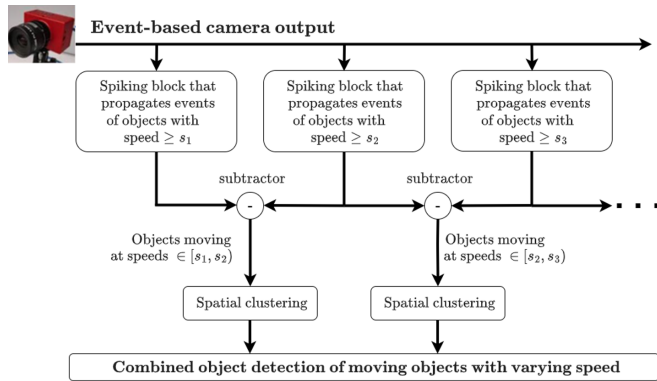 Event-based camera output
Spiking block that
propagates events
of objects with
speed ≥ s₁
Spiking block that
propagates events
of objects with
speed ≥ s₂
Spiking block that
propagates events
of objects with
speed ≥ s₃
subtractor
subtractor
-
-
Objects moving
at speeds ∈ [s₁, s₂)
Objects moving
at speeds ∈ [s₂, s₃)
Spatial clustering
Spatial clustering
Combined object detection of moving objects with varying speed